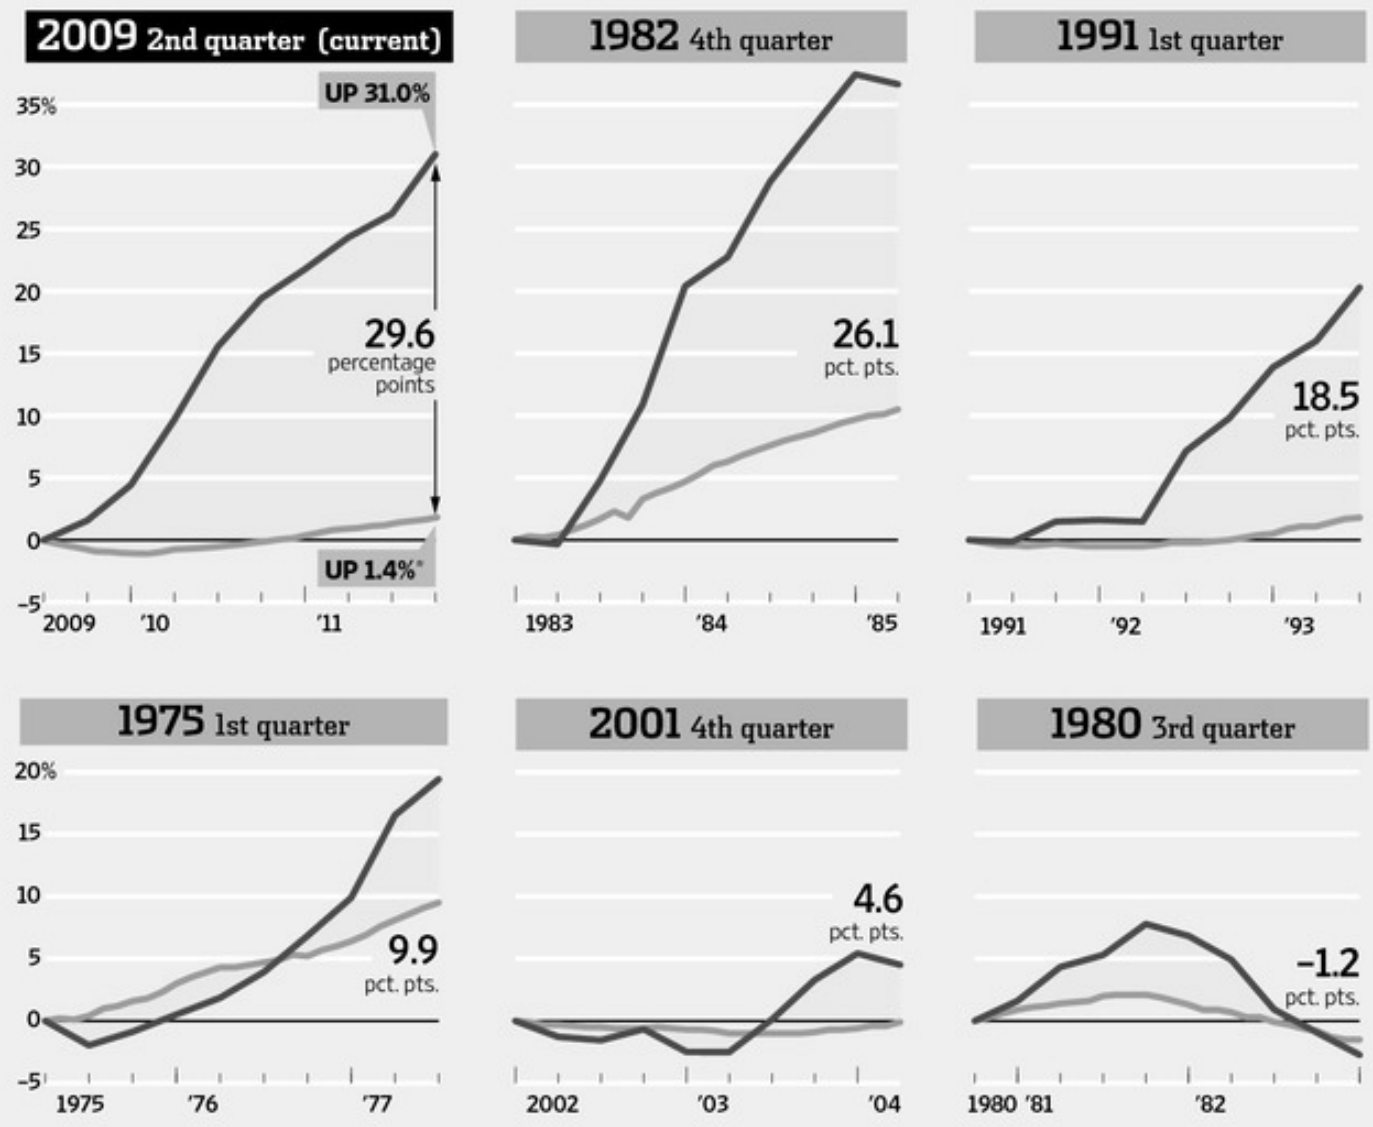 2009 2nd quarter (current)
UP 31.0%
35%
30
25
20
15
10
5
0
–5
29.6
percentage
points
UP 1.4%*
2009 '10 '11
1982 4th quarter
26.1
pct. pts.
1983 '84 '85
1991 1st quarter
18.5
pct. pts.
1991 '92 '93
1975 1st quarter
20%
15
10
5
0
–5
9.9
pct. pts.
1975 '76 '77
2001 4th quarter
4.6
pct. pts.
2002 '03 '04
1980 3rd quarter
–1.2
pct. pts.
1980 '81 '82